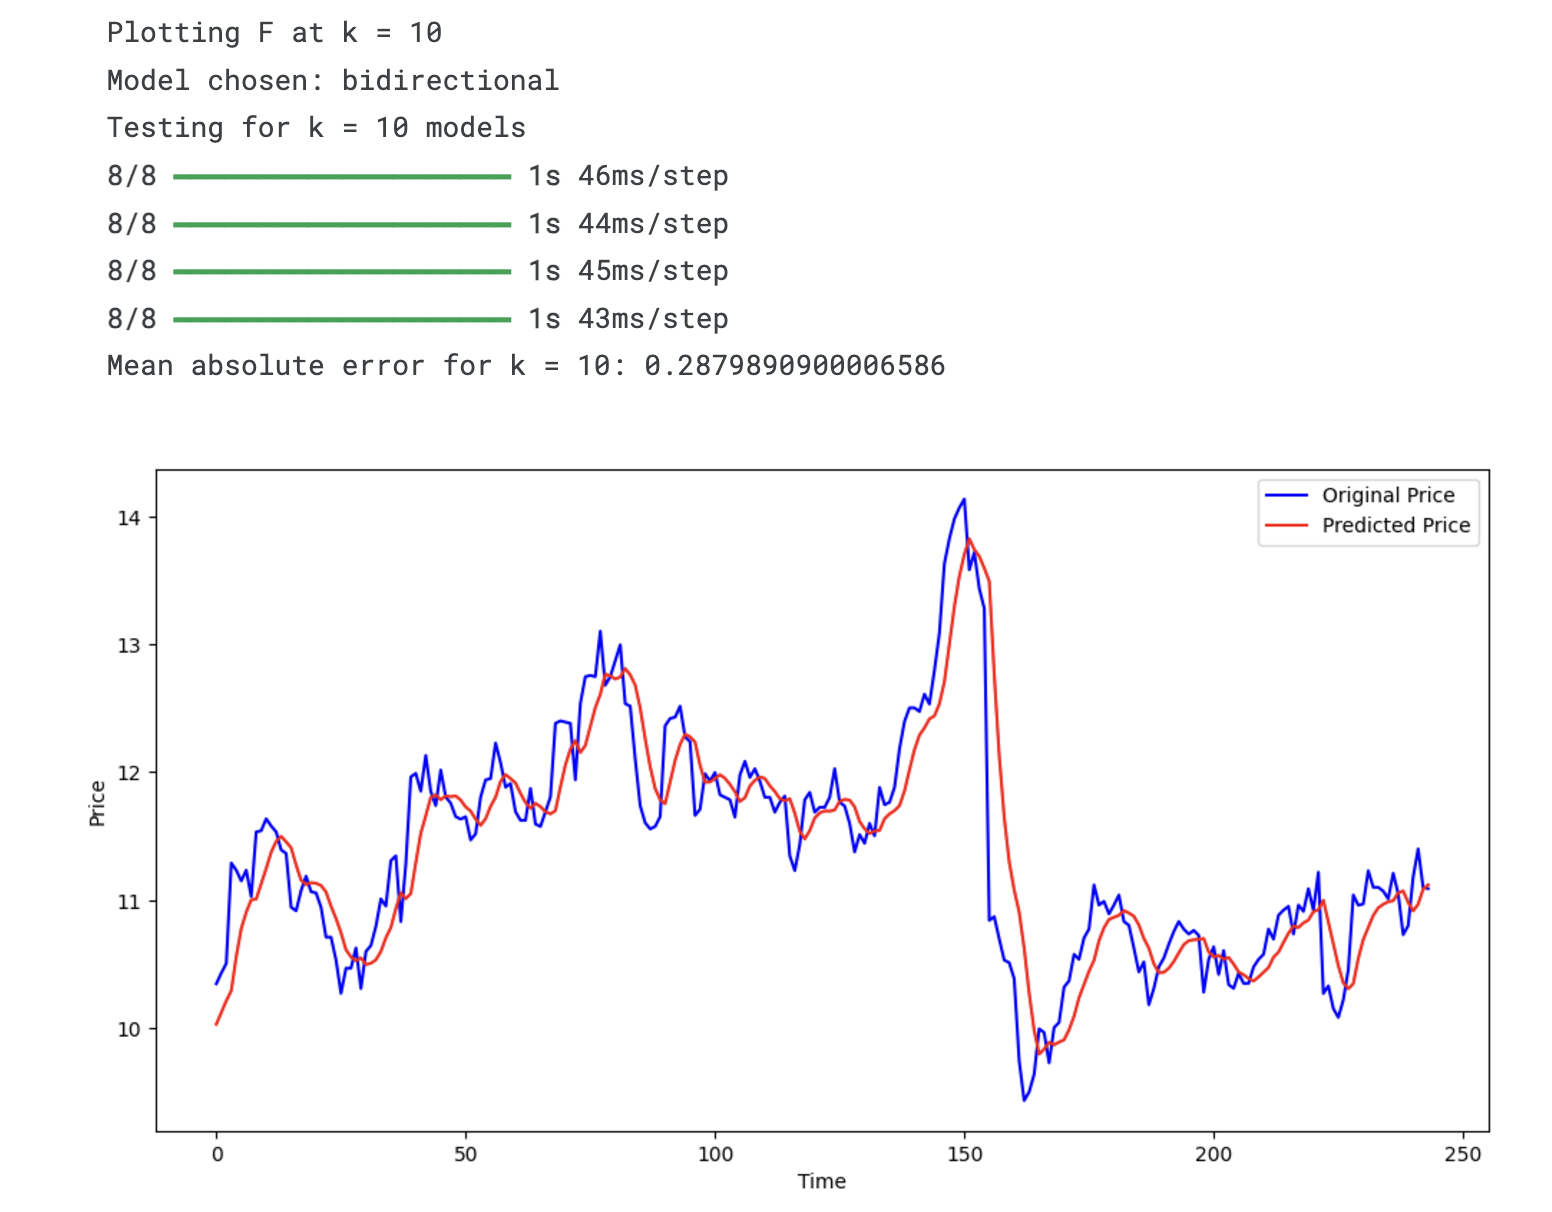 Plotting F at k = 10
Model chosen: bidirectional
Testing for k = 10 models
8/8 ━━━━━━━━━━━━━━━━━━━━ 1s 46ms/step
8/8 ━━━━━━━━━━━━━━━━━━━━ 1s 44ms/step
8/8 ━━━━━━━━━━━━━━━━━━━━ 1s 45ms/step
8/8 ━━━━━━━━━━━━━━━━━━━━ 1s 43ms/step
Mean absolute error for k = 10: 0.2879890900006586
Original Price
Predicted Price
14
13
12
11
10
Price
0 50 100 150 200 250
Time